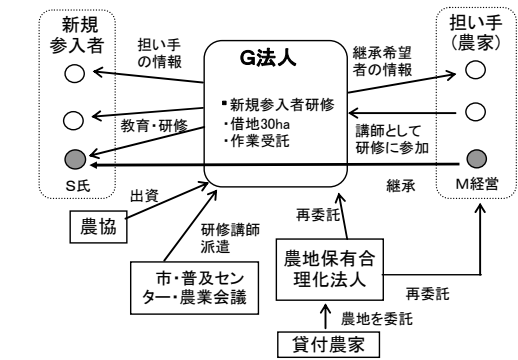 新規
参入者
担い手
の情報
G法人
継承希望
者の情報
担い手
(農家)
▪新規参入者研修
・借地30ha
・作業受託
教育・研修
講師として
研修に参加
S氏
継承
M経営
出資
農協
研修講師
派遣
再委託
市・普及セン
ター・農業会議
農地保有合
理化法人
再委託
農地を委託
貸付農家